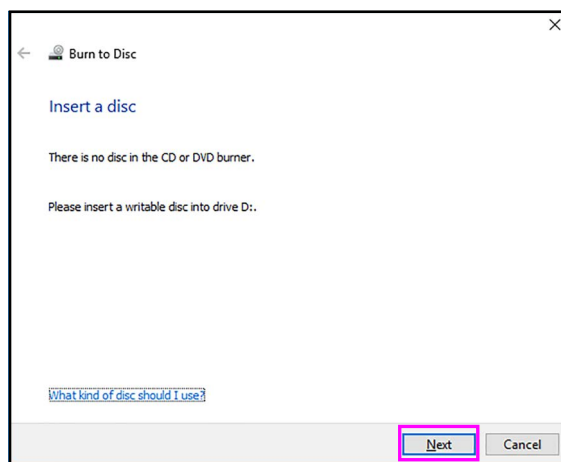 Burn to Disc
Insert a disc
There is no disc in the CD or DVD burner.
Please insert a writable disc into drive D:.
What kind of disc should I use?
Next
Cancel